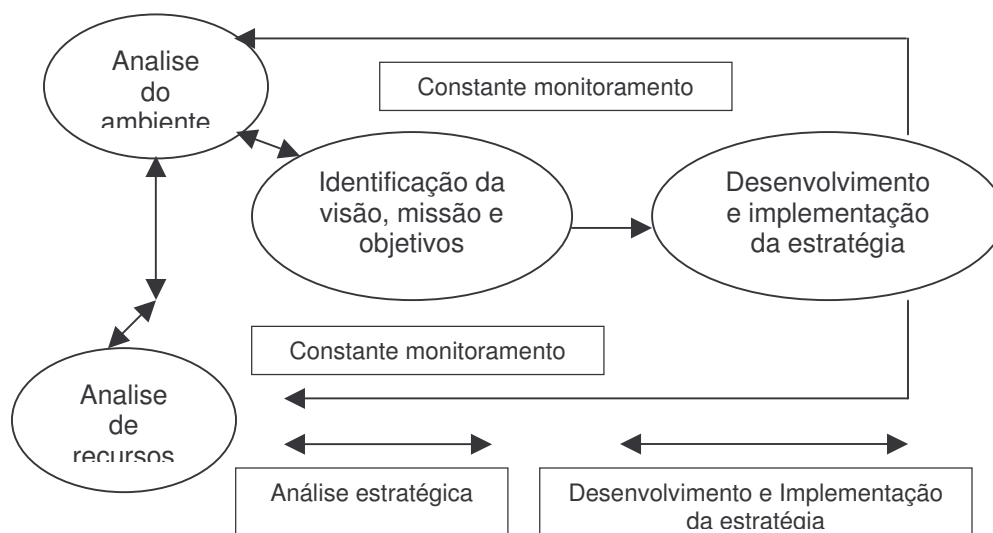 Analise
do
ambiente
Constante monitoramento
Identificação da
visão, missão e
objetivos
Desenvolvimento
e implementação
da estratégia
Constante monitoramento
Analise
de
recursos
Análise estratégica
Desenvolvimento e Implementação
da estratégia